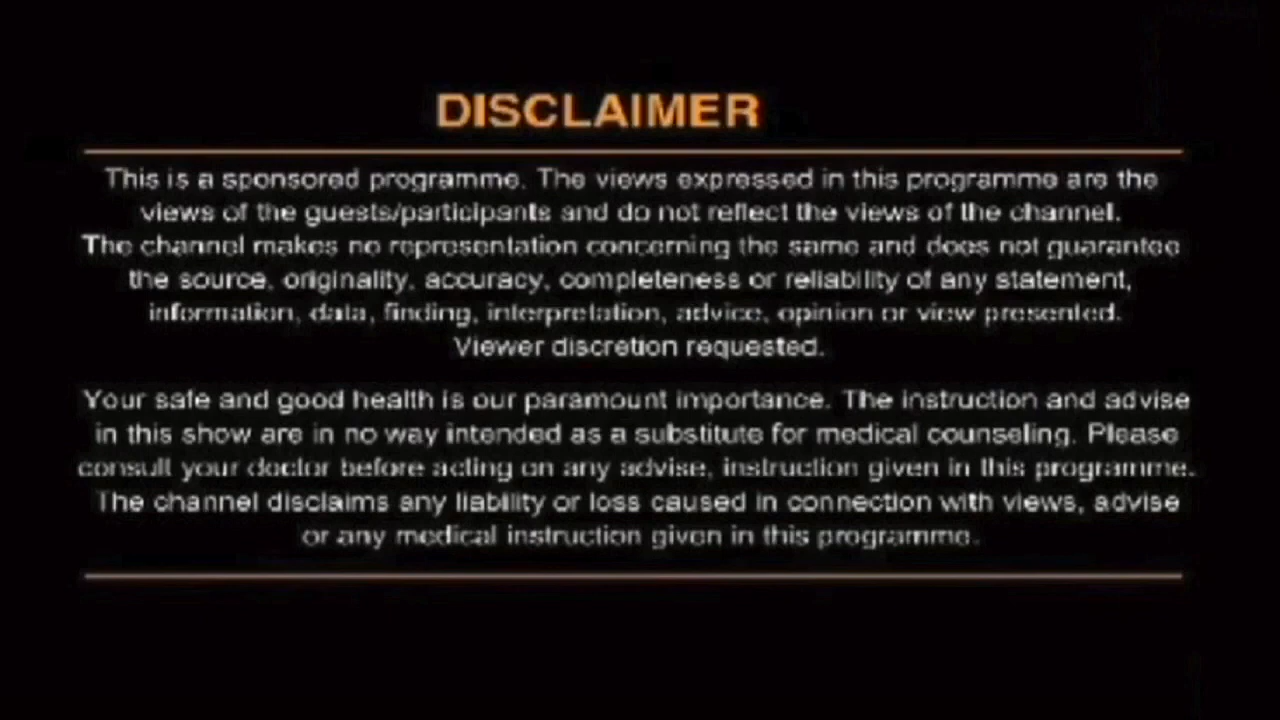 DISCLAIMER
This is a sponsored programme. The views expressed in this programme are the
views of the guests/participants and do not reflect the views of the channel.
The channel makes no representation concerning the same and does not guarantee
the source, originality, accuracy, completeness or reliability of any statement,
information, data, finding, interpretation, advice, opinion or view presented.
Viewer discretion requested.
Your safe and good health is our paramount importance. The instruction and advise
in this show are in no way intended as a substitute for medical counseling. Please
consult your doctor before acting on any advise, instruction given in this programme.
The channel disclaims any liability or loss caused in connection with views, advise
or any medical instruction given in this programme.